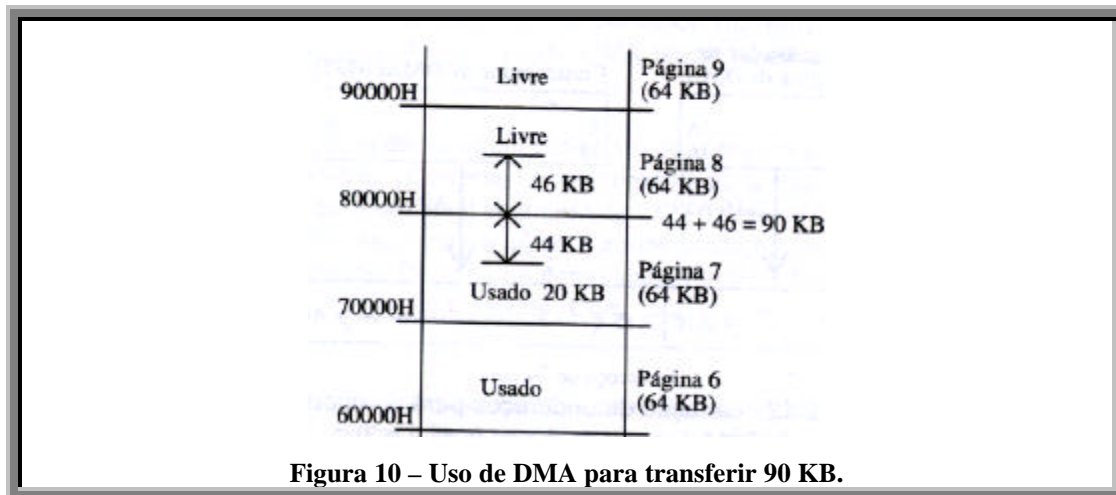 Livre
Página 9
(64 KB)
90000H
Livre
Página 8
(64 KB)
46 KB
80000H
44 + 46 = 90 KB
44 KB
Página 7
(64 KB)
Usado 20 KB
70000H
Usado
Página 6
(64 KB)
60000H
Figura 10 – Uso de DMA para transferir 90 KB.